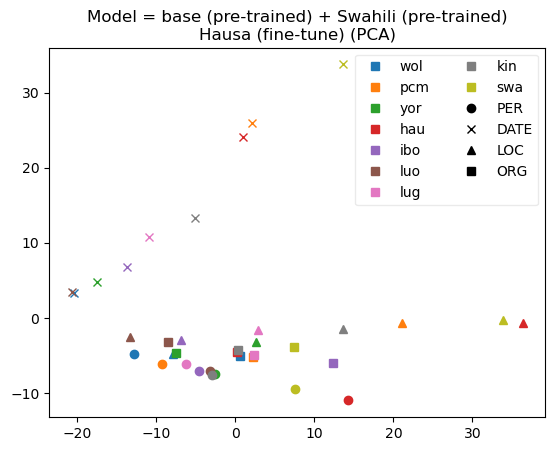 Model = base (pre-trained) + Swahili (pre-trained)
Hausa (fine-tune) (PCA)
wol
pcm
yor
hau
ibo
luo
lug
kin
swa
PER
DATE
LOC
ORG
30
20
10
0
−10
−20
−10
0
10
20
30